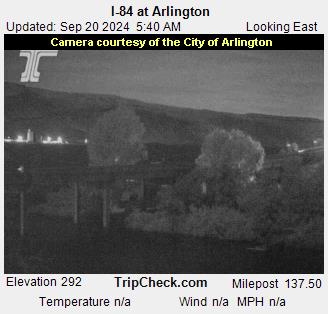 I-84 at Arlington
Updated: Sep 20 2024 5:40 AM Looking East
Camera courtesy of the City of Arlington
Elevation 292 TripCheck.com Milepost 137.50
Temperature n/a Wind n/a MPH n/a